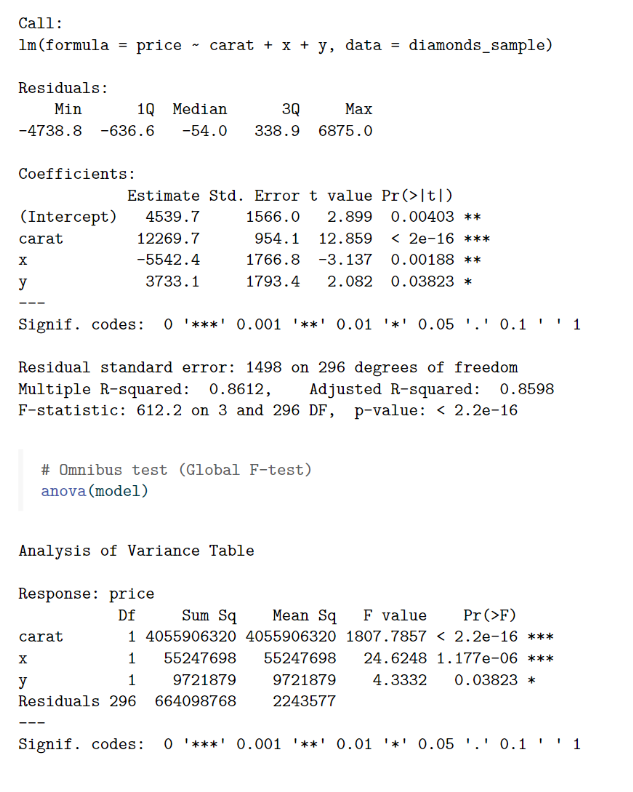 Call:
lm(formula = price ~ carat + x + y, data = diamonds_sample)
Residuals:
Min 1Q Median 3Q Max
-4738.8 -636.6 -54.0 338.9 6875.0
Coefficients:
Estimate Std. Error t value Pr(>|t|)
(Intercept) 4539.7 1566.0 2.899 0.00403 **
carat 12269.7 954.1 12.859 < 2e-16 ***
x -5542.4 1766.8 -3.137 0.00188 **
y 3733.1 1793.4 2.082 0.03823 *
---
Signif. codes: 0 '***' 0.001 '**' 0.01 '*' 0.05 '.' 0.1 ' ' 1
Residual standard error: 1498 on 296 degrees of freedom
Multiple R-squared: 0.8612, Adjusted R-squared: 0.8598
F-statistic: 612.2 on 3 and 296 DF, p-value: < 2.2e-16
# Omnibus test (Global F-test)
anova(model)
Analysis of Variance Table
Response: price
Df Sum Sq Mean Sq F value Pr(>F)
carat 1 4055906320 4055906320 1807.7857 < 2.2e-16 ***
x 1 55247698 55247698 24.6248 1.177e-06 ***
y 1 9721879 9721879 4.3332 0.03823 *
Residuals 296 664098768 2243577
---
Signif. codes: 0 '***' 0.001 '**' 0.01 '*' 0.05 '.' 0.1 ' ' 1